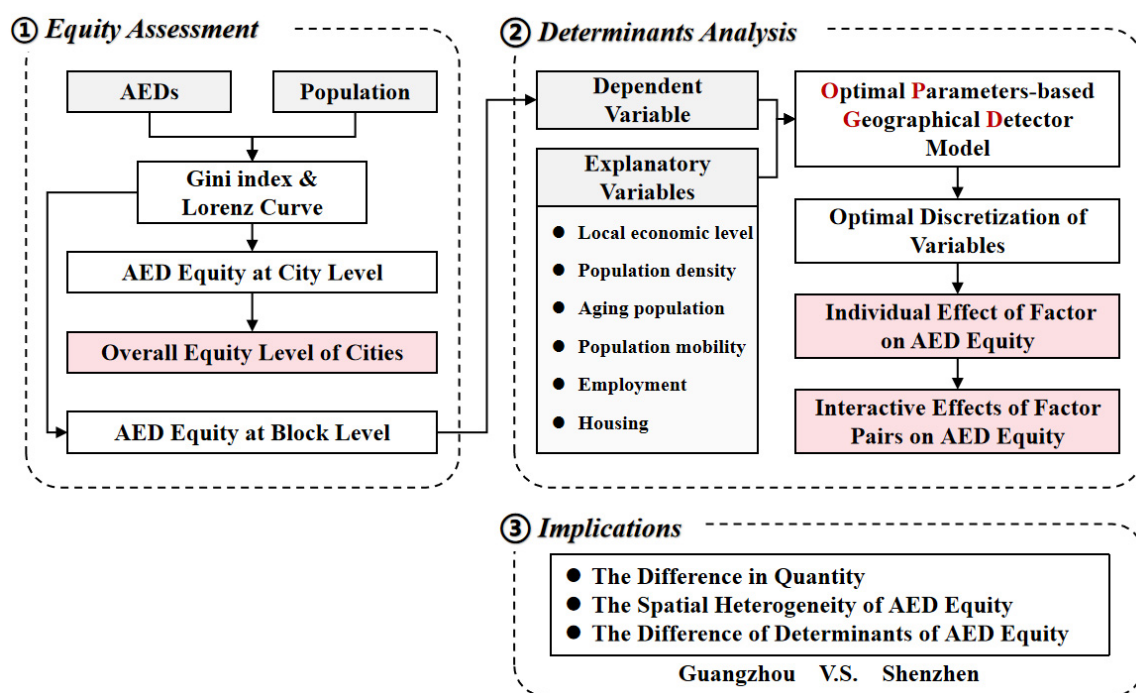 ① Equity Assessment
AEDs
Population
Gini index &
Lorenz Curve
AED Equity at City Level
Overall Equity Level of Cities
AED Equity at Block Level
② Determinants Analysis
Dependent
Variable
Explanatory
Variables
● Local economic level
● Population density
● Aging population
● Population mobility
● Employment
● Housing
Optimal Parameters-based
Geographical Detector
Model
Optimal Discretization of
Variables
Individual Effect of Factor
on AED Equity
Interactive Effects of Factor
Pairs on AED Equity
③ Implications
● The Difference in Quantity
● The Spatial Heterogeneity of AED Equity
● The Difference of Determinants of AED Equity
Guangzhou V.S. Shenzhen